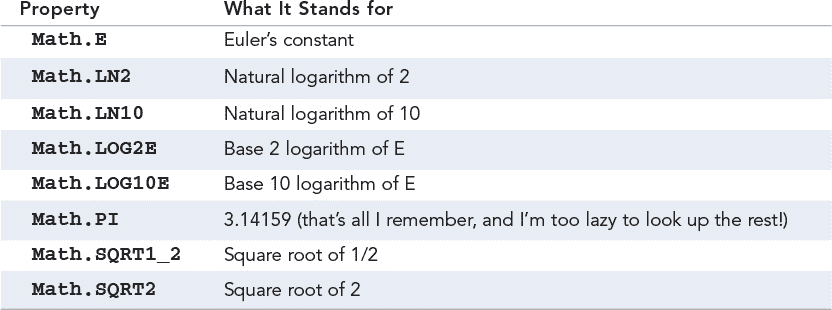 Property What It Stands for
Math.E Euler’s constant
Math.LN2 Natural logarithm of 2
Math.LN10 Natural logarithm of 10
Math.LOG2E Base 2 logarithm of E
Math.LOG10E Base 10 logarithm of E
Math.PI 3.14159 (that’s all I remember, and I’m too lazy to look up the rest!)
Math.SQRT1_2 Square root of 1/2
Math.SQRT2 Square root of 2